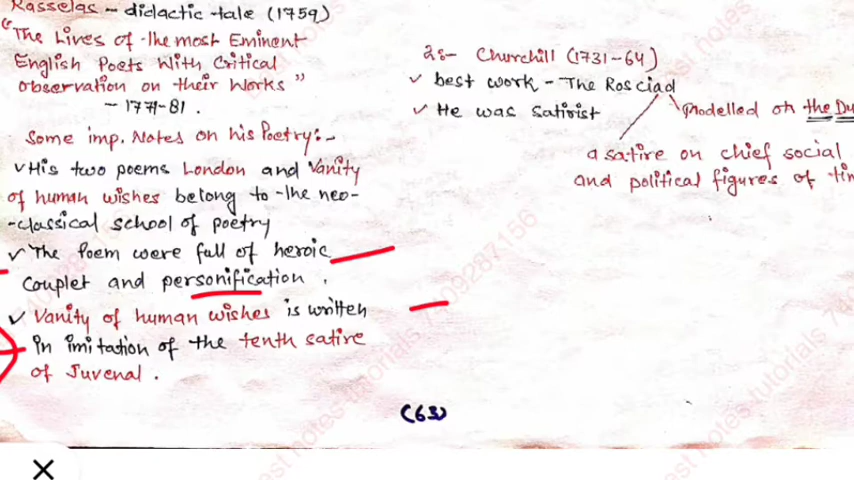 Rasselas – didactic tale (1759)
"The Lives of the most Eminent
English Poets With Critical
observation on their Works"
– 1771-81.
Some imp. Notes on his Poetry:-
✓His two poems London and Vanity
of human wishes belong to the neo-
-classical school of poetry
✓ The Poem were full of heroic
couplet and personification.
✓ Vanity of human wishes is written
in imitation of the tenth satire
of Juvenal.
2:- Churchill (1731-64)
✓ best work – The Rosciad
✓ He was Satirist
Modelled on the Du
a satire on chief social
and political figures of tim
(63)